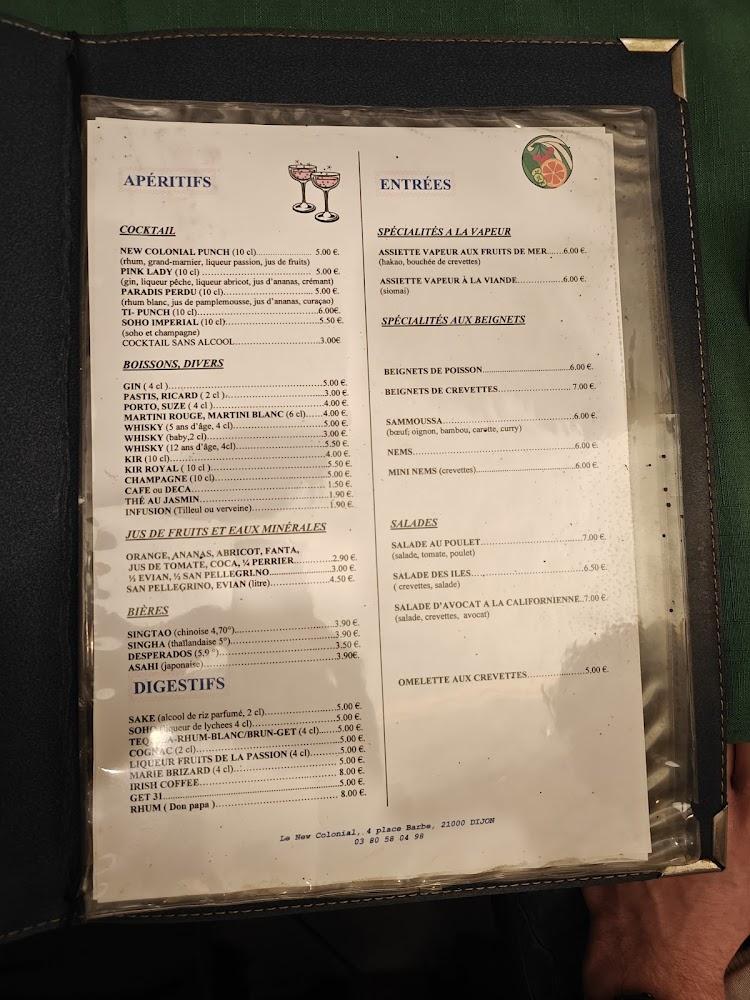 APÉRITIFS
COCKTAIL
NEW COLONIAL PUNCH (10 cl)..................... 5.00 €.
(rhum, grand-marnier, liqueur passion, jus de fruits)
PINK LADY (10 cl) ........................................ 5.00 €.
(gin, liqueur pêche, liqueur abricot, jus d'ananas, crémant)
PARADIS PERDU (10 cl)................................ 5.00 €.
(rhum blanc, jus de pamplemousse, jus d'ananas, curaçao)
TI- PUNCH (10 cl)..........................................6.00€.
SOHO IMPERIAL (10 cl)................................5.50 €.
(soho et champagne)
COCKTAIL SANS ALCOOL............................3.00€
BOISSONS, DIVERS
GIN ( 4 cl )....................................................5.00 €.
PASTIS, RICARD ( 2 cl )................................3.00 €.
PORTO, SUZE ( 4 cl )....................................4.00 €.
MARTINI ROUGE, MARTINI BLANC (6 cl)......4.00 €.
WHISKY (5 ans d'âge, 4 cl)............................5.00 €.
WHISKY (baby,2 cl).......................................3.00 €.
WHISKY (12 ans d'âge, 4cl)...........................5.50 €.
KIR (10 cl)....................................................4.00 €.
KIR ROYAL ( 10 cl ).......................................5.50 €.
CHAMPAGNE (10 cl).....................................5.00 €.
CAFE ou DECA..............................................1.50 €.
THÉ AU JASMIN............................................1.90 €.
INFUSION (Tilleul ou verveine).......................1.90 €.
JUS DE FRUITS ET EAUX MINÉRALES
ORANGE, ANANAS, ABRICOT, FANTA,
JUS DE TOMATE, COCA, ¼ PERRIER..............2.90 €.
½ EVIAN, ½ SAN PELLEGRLNO......................3.00 €.
SAN PELLEGRINO, EVIAN (litre).....................4.50 €.
BIÈRES
SINGTAO (chinoise 4,70°)..............................3.90 €.
SINGHA (thaïlandaise 5°)..............................3.90 €.
DESPERADOS (5,9 °).....................................3.50 €.
ASAHI (japonaise)........................................3.90€.
DIGESTIFS
SAKE (alcool de riz parfumé, 2 cl)...................5.00 €.
SOHO (liqueur de lychees 4 cl).......................5.00 €.
TEQUILA-RHUM-BLANC/BRUN-GET (4 cl)......5.00 €.
COGNAC (2 cl)..............................................5.00 €.
LIQUEUR FRUITS DE LA PASSION (4 cl)..........5.00 €.
MARIE BRIZARD (4 cl)................................... 5.00 €.
IRISH COFFEE............................................... 8.00 €.
GET 31.........................................................5.00 €.
RHUM ( Don papa )....................................... 8.00 €.
ENTRÉES
SPÉCIALITÉS A LA VAPEUR
ASSIETTE VAPEUR AUX FRUITS DE MER......6.00 €.
(hakao, bouchée de crevettes)
ASSIETTE VAPEUR À LA VIANDE................6.00 €.
(siomai)
SPÉCIALITÉS AUX BEIGNETS
BEIGNETS DE POISSON..............................6.00 €.
BEIGNETS DE CREVETTES..........................7.00 €.
SAMMOUSSA.............................................6.00 €.
(bœuf, oignon, bambou, carotte, curry)
NEMS........................................................6.00 €.
MINI NEMS (crevettes)................................6.00 €.
SALADES
SALADE AU POULET...................................7.00 €.
(salade, tomate, poulet)
SALADE DES ILES.......................................6.50 €.
( crevettes, salade)
SALADE D'AVOCAT A LA CALIFORNIENNE..7.00 €.
(salade, crevettes, avocat)
OMELETTE AUX CREVETTES......................5.00 €.
Le New Colonial, 4 place Barbe, 21000 DIJON
03 80 58 04 98